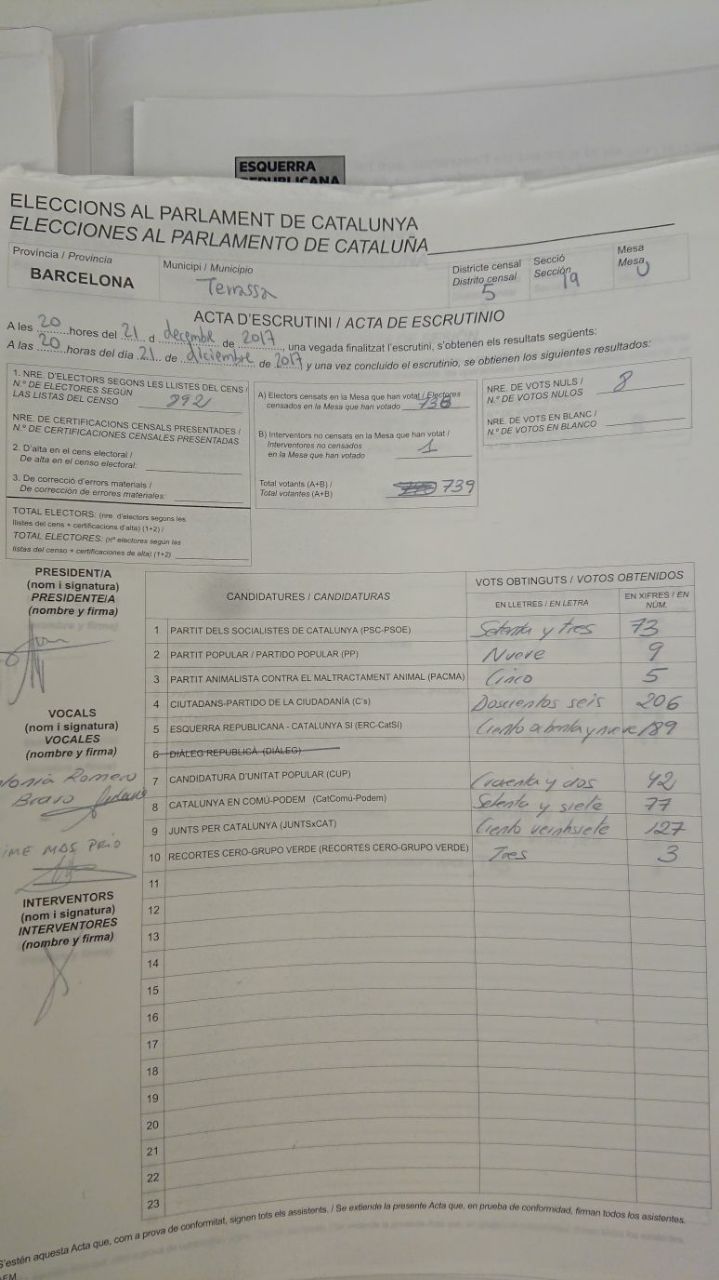 ESQUERRA
REPUBLICANA
ELECCIONS AL PARLAMENT DE CATALUNYA
ELECCIONES AL PARLAMENTO DE CATALUÑA
Provincia / Provincia
BARCELONA
Municipi / Municipio
Terrassa
Districte censal
Distrito censal
5
Secció
Sección
19
Mesa
Mesa
U
ACTA D'ESCRUTINI / ACTA DE ESCRUTINIO
A les 20 hores del 21 d decembre de 2017, una vegada finalitzat l'escrutini, s'obtenen els resultats següents:
A las 20 horas del día 21 de diciembre de 2017 y una vez concluido el escrutinio, se obtienen los siguientes resultados:
1. NRE. D'ELECTORS SEGONS LES LLISTES DEL CENS /
N.º DE ELECTORES SEGÚN
LAS LISTAS DEL CENSO 892
NRE. DE CERTIFICACIONS CENSALS PRESENTADES /
N.º DE CERTIFICACIONES CENSALES PRESENTADAS
2. D'alta en el cens electoral /
De alta en el censo electoral:
3. De correcció d'errors materials /
De corrección de errores materiales:
TOTAL ELECTORS: (nre. d'electors segons les
llistes del cens + certificacions d'alta) (1+2) /
TOTAL ELECTORES: (nº electores según las
listas del censo + certificaciones de alta) (1+2)
A) Electors censats en la Mesa que han votat / Electores
censados en la Mesa que han votado 738
B) Interventors no censats en la Mesa que han votat /
Interventores no censados
en la Mesa que han votado 1
Total votants (A+B) /
Total votantes (A+B) 739
NRE. DE VOTS NULS /
N.º DE VOTOS NULOS 8
NRE. DE VOTS EN BLANC /
N.º DE VOTOS EN BLANCO
PRESIDENT/A
(nom i signatura)
PRESIDENTE/A
(nombre y firma)
VOCALS
(nom i signatura)
VOCALES
(nombre y firma)
Romero
Bravo
MAS
INTERVENTORS
(nom i signatura)
INTERVENTORES
(nombre y firma)
CANDIDATURES / CANDIDATURAS
VOTS OBTINGUTS / VOTOS OBTENIDOS
EN LLETRES / EN LETRA
EN XIFRES / EN NÚM.
1 PARTIT DELS SOCIALISTES DE CATALUNYA (PSC-PSOE) Setenta y tres 73
2 PARTIT POPULAR / PARTIDO POPULAR (PP) Nueve 9
3 PARTIT ANIMALISTA CONTRA EL MALTRACTAMENT ANIMAL (PACMA) Cinco 5
4 CIUTADANS-PARTIDO DE LA CIUDADANÍA (C's) Doscientos seis 206
5 ESQUERRA REPUBLICANA - CATALUNYA SÍ (ERC-CatSí) Ciento ochenta y nueve 189
6 DIÀLEG REPUBLICÀ (DIÀLEG)
7 CANDIDATURA D'UNITAT POPULAR (CUP) Cuarenta y dos 42
8 CATALUNYA EN COMÚ-PODEM (CatComú-Podem) Setenta y siete 77
9 JUNTS PER CATALUNYA (JUNTSxCAT) Ciento veintisiete 127
10 RECORTES CERO-GRUPO VERDE (RECORTES CERO-GRUPO VERDE) Tres 3
11
12
13
14
15
16
17
18
19
20
21
22
23
S'estén aquesta Acta que, com a prova de conformitat, signen tots els assistents. / Se extiende la presente Acta que, en prueba de conformidad, firman todos los asistentes.